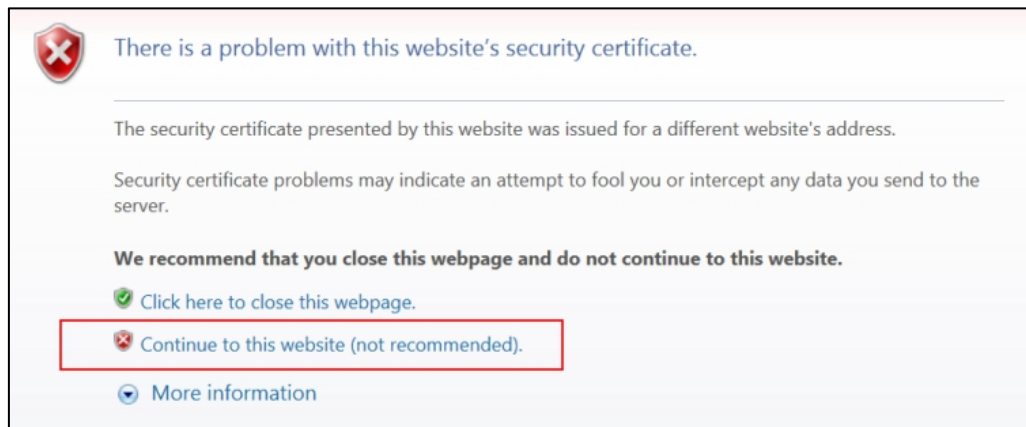 There is a problem with this website's security certificate.
The security certificate presented by this website was issued for a different website's address.
Security certificate problems may indicate an attempt to fool you or intercept any data you send to the
server.
We recommend that you close this webpage and do not continue to this website.
Click here to close this webpage.
Continue to this website (not recommended).
More information